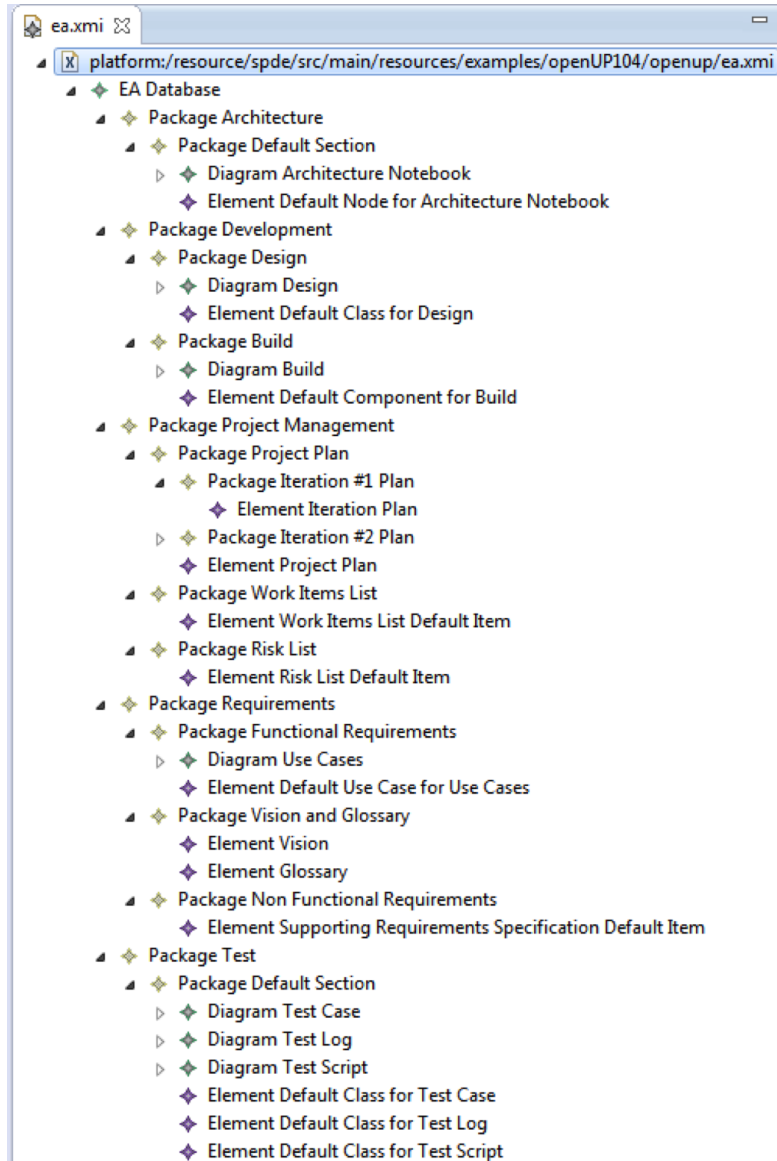 ea.xmi
platform:/resource/spde/src/main/resources/examples/openUP104/openup/ea.xmi
EA Database
Package Architecture
Package Default Section
Diagram Architecture Notebook
Element Default Node for Architecture Notebook
Package Development
Package Design
Diagram Design
Element Default Class for Design
Package Build
Diagram Build
Element Default Component for Build
Package Project Management
Package Project Plan
Package Iteration #1 Plan
Element Iteration Plan
Package Iteration #2 Plan
Element Project Plan
Package Work Items List
Element Work Items List Default Item
Package Risk List
Element Risk List Default Item
Package Requirements
Package Functional Requirements
Diagram Use Cases
Element Default Use Case for Use Cases
Package Vision and Glossary
Element Vision
Element Glossary
Package Non Functional Requirements
Element Supporting Requirements Specification Default Item
Package Test
Package Default Section
Diagram Test Case
Diagram Test Log
Diagram Test Script
Element Default Class for Test Case
Element Default Class for Test Log
Element Default Class for Test Script